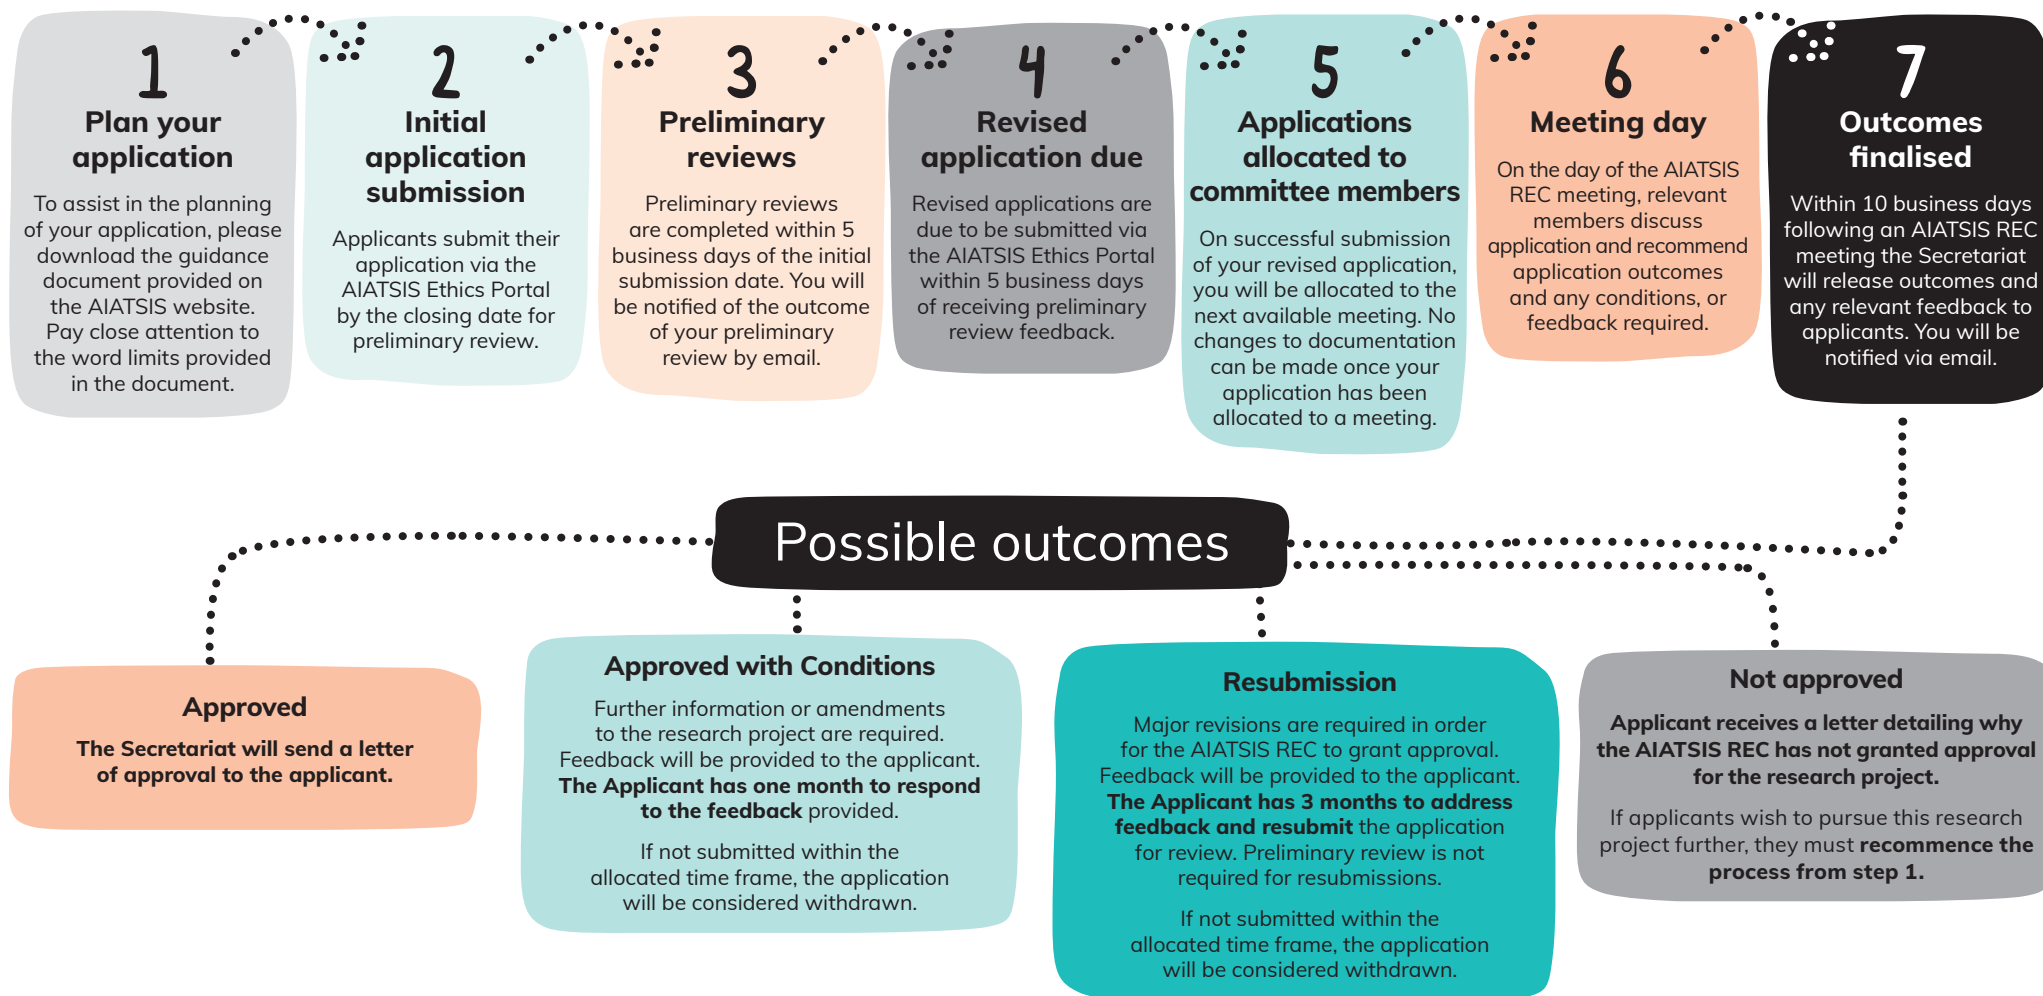 1
Plan your
application
To assist in the planning
of your application, please
download the guidance
document provided on
the AIATSIS website.
Pay close attention to
the word limits provided
in the document.
2
Initial
application
submission
Applicants submit their
application via the
AIATSIS Ethics Portal
by the closing date for
preliminary review.
3
Preliminary
reviews
Preliminary reviews
are completed within 5
business days of the initial
submission date. You will
be notified of the outcome
of your preliminary
review by email.
4
Revised
application due
Revised applications are
due to be submitted via
the AIATSIS Ethics Portal
within 5 business days
of receiving preliminary
review feedback.
5
Applications
allocated to
committee members
On successful submission
of your revised application,
you will be allocated to the
next available meeting. No
changes to documentation
can be made once your
application has been
allocated to a meeting.
6
Meeting day
On the day of the AIATSIS
REC meeting, relevant
members discuss
application and recommend
application outcomes
and any conditions, or
feedback required.
7
Outcomes
finalised
Within 10 business days
following an AIATSIS REC
meeting the Secretariat
will release outcomes and
any relevant feedback to
applicants. You will be
notified via email.
Possible outcomes
Approved
The Secretariat will send a letter
of approval to the applicant.
Approved with Conditions
Further information or amendments
to the research project are required.
Feedback will be provided to the applicant.
The Applicant has one month to respond
to the feedback provided.
If not submitted within the
allocated time frame, the application
will be considered withdrawn.
Resubmission
Major revisions are required in order
for the AIATSIS REC to grant approval.
Feedback will be provided to the applicant.
The Applicant has 3 months to address
feedback and resubmit the application
for review. Preliminary review is not
required for resubmissions.
If not submitted within the
allocated time frame, the application
will be considered withdrawn.
Not approved
Applicant receives a letter detailing why
the AIATSIS REC has not granted approval
for the research project.
If applicants wish to pursue this research
project further, they must recommence the
process from step 1.